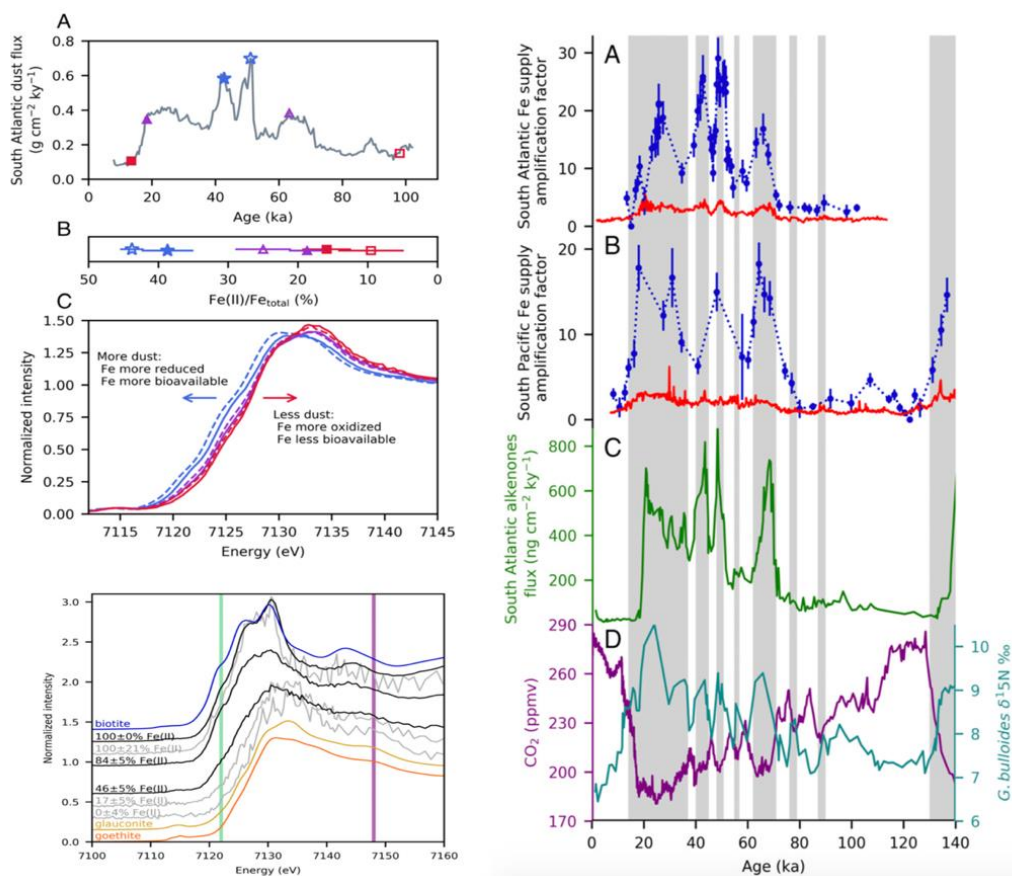 A
South Atlantic dust flux
(g cm⁻² ky⁻¹)
0.8
0.6
0.4
0.2
0.0
0 20 40 60 80 100
Age (ka)
B
50 40 30 20 10 0
Fe(II)/Fe_total (%)
C
Normalized intensity
1.50
1.25
1.00
0.75
0.50
0.25
0.00
More dust:
Fe more reduced
Fe more bioavailable
Less dust:
Fe more oxidized
Fe less bioavailable
7115 7120 7125 7130 7135 7140 7145
Energy (eV)
Normalized intensity
3.0
2.5
2.0
1.5
1.0
0.5
0.0
biotite
100±0% Fe(II)
100±21% Fe(II)
84±5% Fe(II)
46±5% Fe(II)
17±5% Fe(II)
0±4% Fe(II)
glauconite
goethite
7100 7110 7120 7130 7140 7150 7160
Energy (eV)
A
South Atlantic Fe supply
amplification factor
30
20
10
0
B
South Pacific Fe supply
amplification factor
20
10
0
C
South Atlantic alkenones
flux (ng cm⁻² ky⁻¹)
800
600
400
200
D
CO₂ (ppmv)
290
260
230
200
170
G. bulloides δ¹⁵N ‰
10
9
8
7
6
0 20 40 60 80 100 120 140
Age (ka)